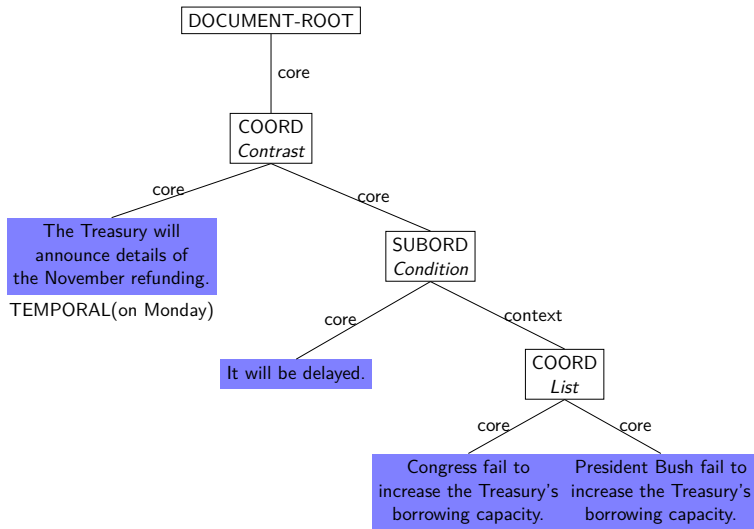 DOCUMENT-ROOT
core
COORD
Contrast
core
core
The Treasury will
announce details of
the November refunding.
TEMPORAL(on Monday)
SUBORD
Condition
core
context
It will be delayed.
COORD
List
core
core
Congress fail to
increase the Treasury's
borrowing capacity.
President Bush fail to
increase the Treasury's
borrowing capacity.